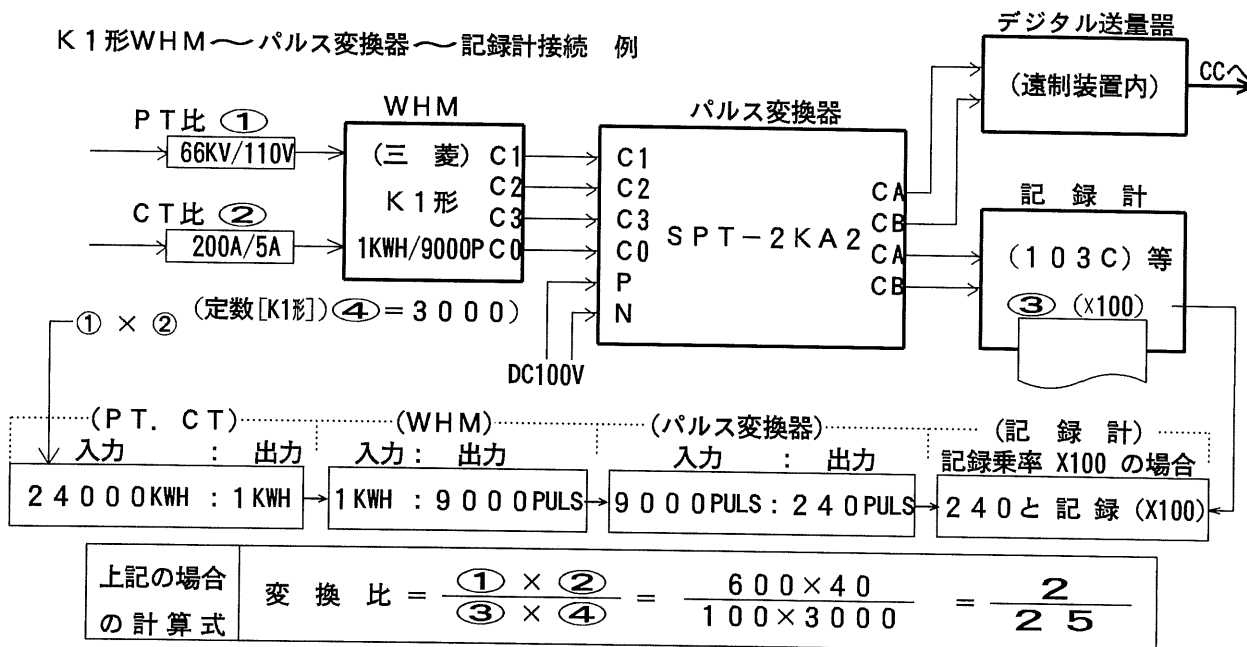 K1形WHM～パルス変換器～記録計接続 例
デジタル送量器
(遠制装置内)
CCへ
PT比 ①
66KV/110V
CT比 ②
200A/5A
WHM
(三 菱) C1
C2
K1形
C3
1KWH/9000P C0
(定数[K1形])④=3000)
パルス変換器
C1
C2
C3
C0
P
N
SPT-2KA2
CA
CB
CA
CB
DC100V
記 録 計
(103C)等
③ (X100)
① × ②
(PT. CT)
入力 : 出力
24000KWH : 1KWH
(WHM)
入力 : 出力
1KWH : 9000PULS
(パルス変換器)
入力 : 出力
9000PULS : 240PULS
(記 録 計)
記録乗率 X100 の場合
240と記録(X100)
上記の場合
の計算式
変 換 比 = ① × ② / ③ × ④ = 600×40 / 100×3000 = 2 / 25